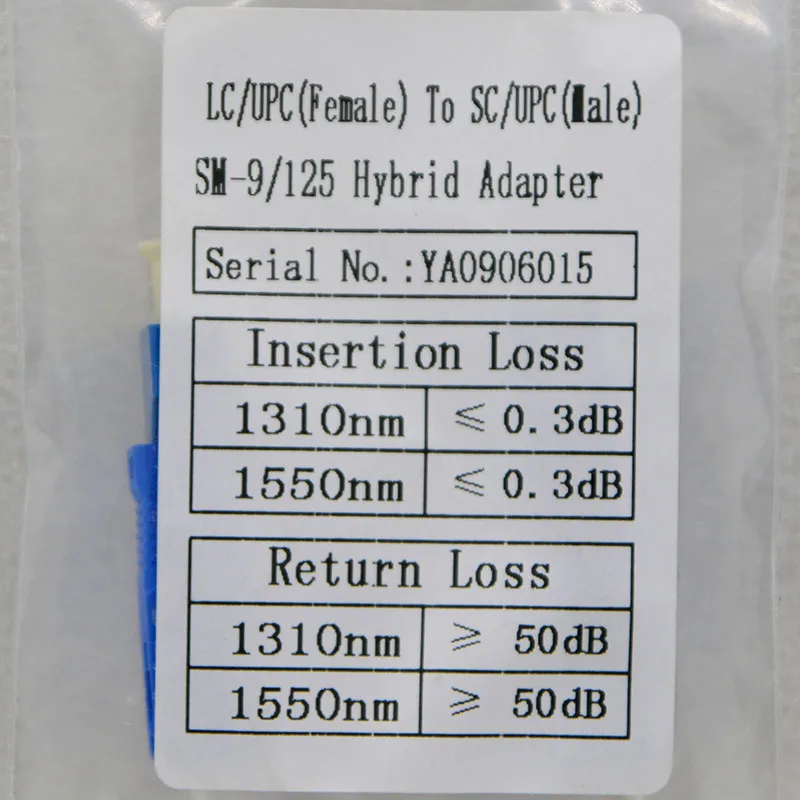 LC/UPC(Female) To SC/UPC(Male)
SM-9/125 Hybrid Adapter
Serial No.:YA0906015
Insertion Loss
1310nm ≤ 0.3dB
1550nm ≤ 0.3dB
Return Loss
1310nm ≥ 50dB
1550nm ≥ 50dB